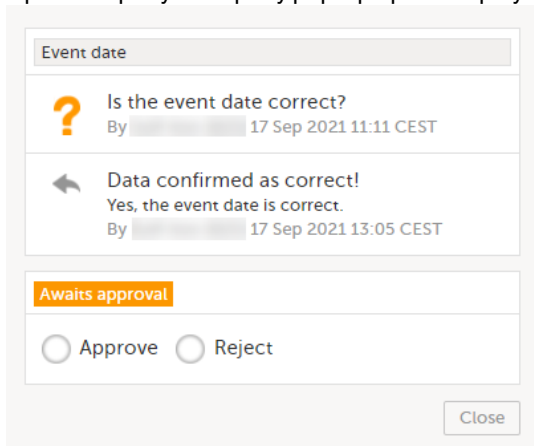 Event date
Is the event date correct?
By 17 Sep 2021 11:11 CEST
Data confirmed as correct!
Yes, the event date is correct.
By 17 Sep 2021 13:05 CEST
Awaits approval
Approve Reject
Close